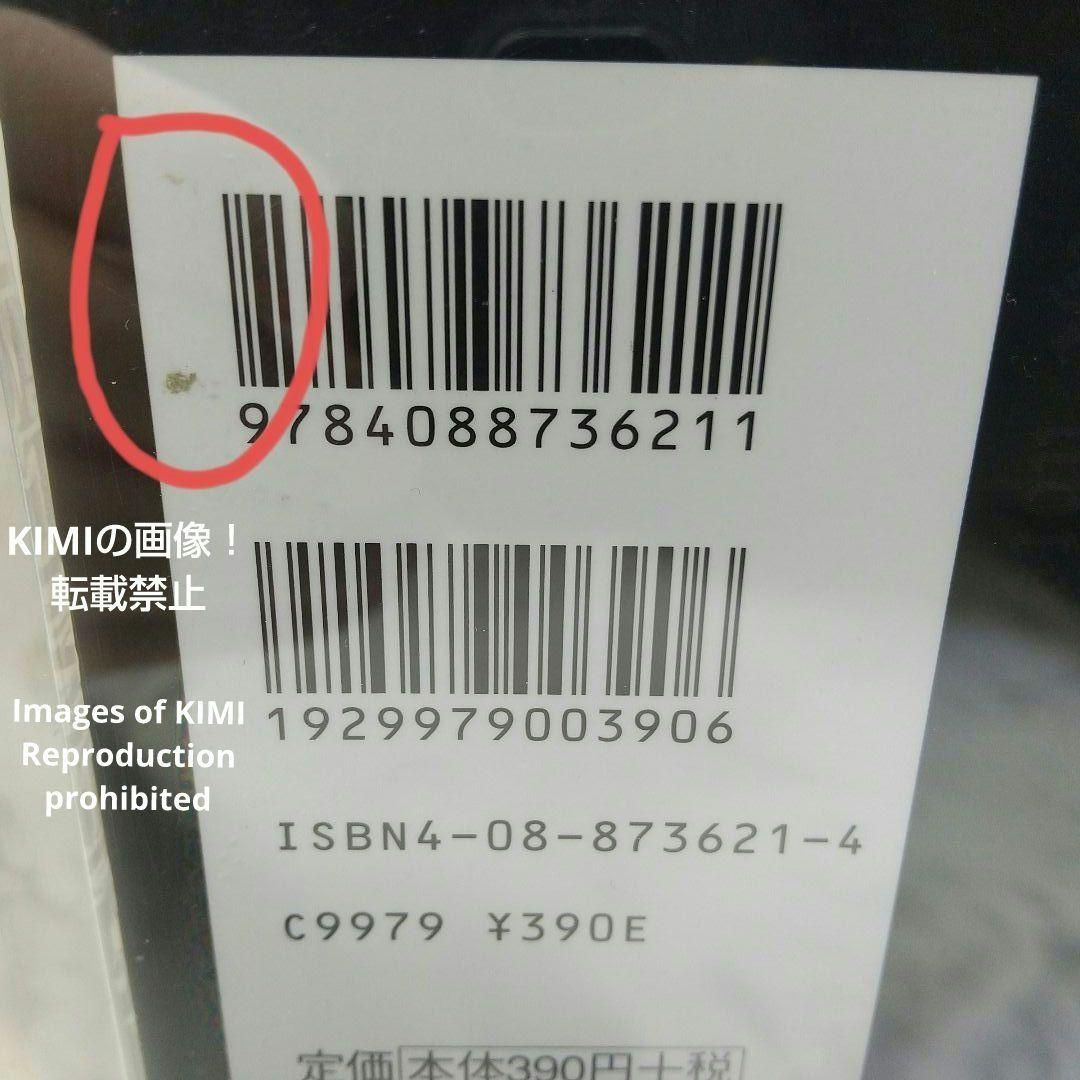 9784088736211
KIMIの画像！
転載禁止
1929979003906
Images of KIMI
Reproduction
prohibited
ISBN4-08-873621-4
C9979 ¥390E
定価 本体390円+税